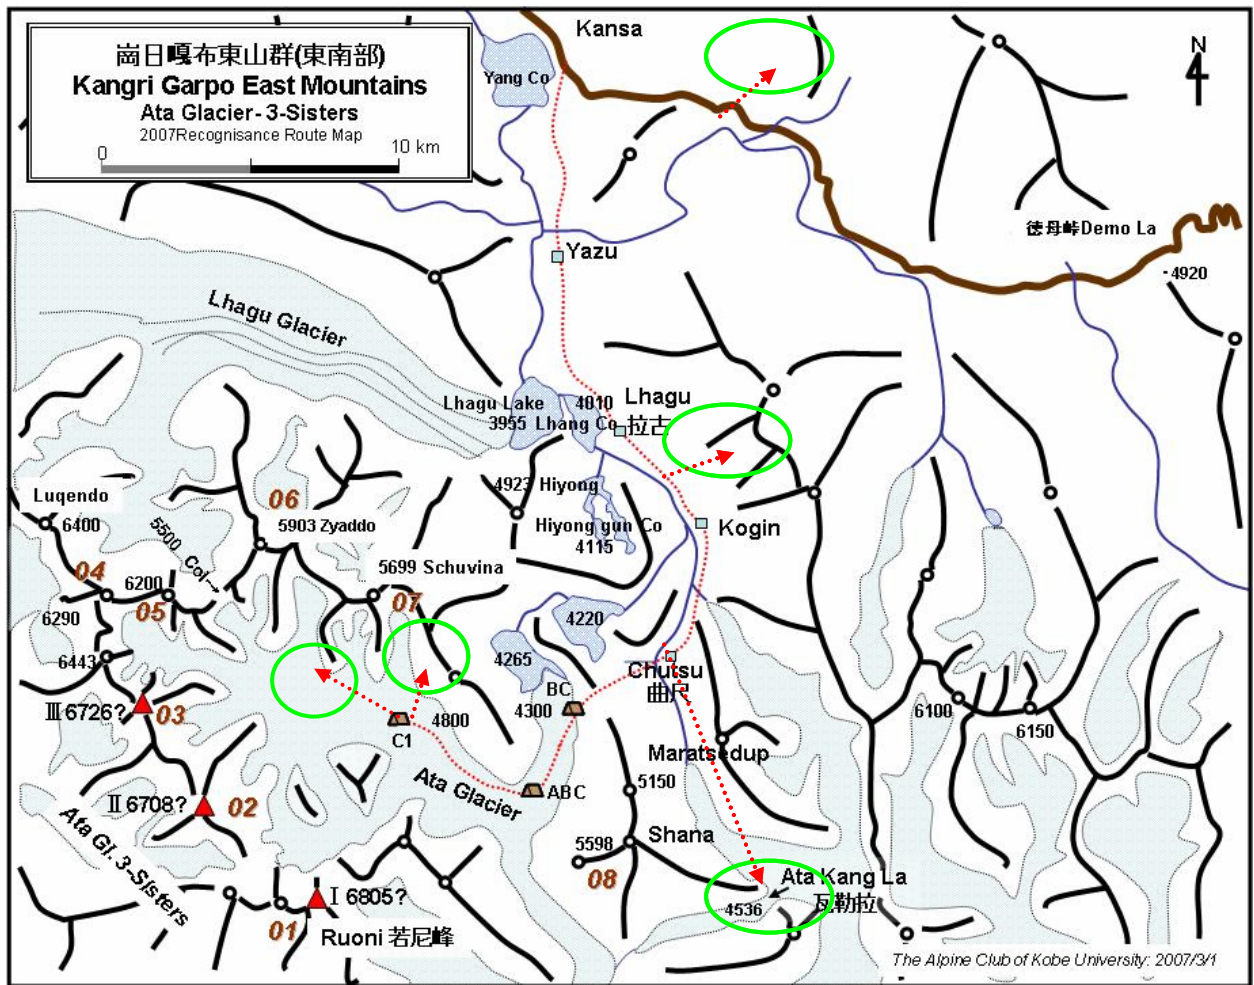 崗日嘎布東山群(東南部)
Kangri Garpo East Mountains
Ata Glacier- 3-Sisters
2007Recognisance Route Map
0
10 km
Kansa
Yang Co
N
徳母峠Demo La
-4920
Yazu
Lhagu Glacier
Lhagu Lake
3955
4010
Lhang Co
Lhagu
拉古
4923
Hiyong
Hiyong gun Co
4115
Kogin
Luqendo
6400
06
5903 Zyaddo
5500 Col
5699 Schuvina
04
6200
05
07
6290
6443
4220
4265
Chutsu
曲尺
BC
4300
Ⅲ 6726?
03
4800
C1
6100
6150
Maratsedup
Ata Glacier
ABC
5150
Ⅱ 6708?
02
Ata Gl. 3-Sisters
Shana
5598
08
Ata Kang La
瓦勒拉
4536
Ⅰ 6805?
01
Ruoni 若尼峰
The Alpine Club of Kobe University: 2007/3/1